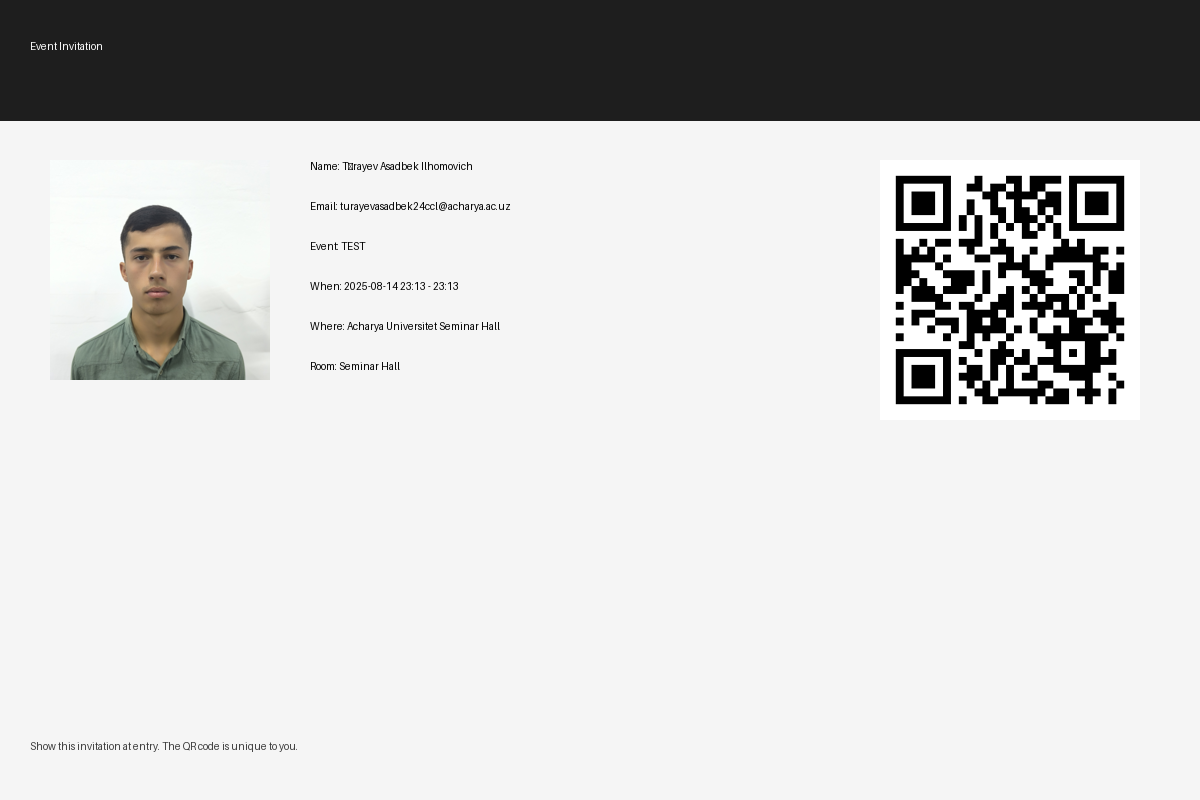 Event Invitation
Name: T□rayev Asadbek Ilhomovich
Email: turayevasadbek24ccl@acharya.ac.uz
Event: TEST
When: 2025-08-14 23:13 - 23:13
Where: Acharya Universitet Seminar Hall
Room: Seminar Hall
Show this invitation at entry. The QR code is unique to you.